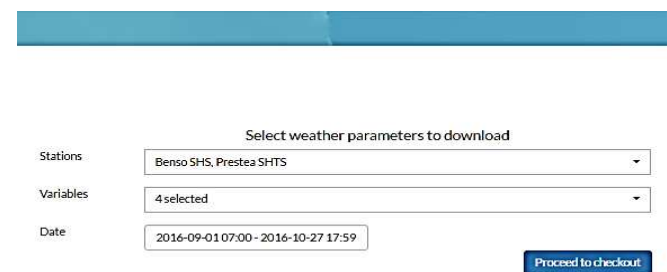 Select weather parameters to download
Stations
Benso SHS, Prestea SHTS
Variables
4 selected
Date
2016-09-01 07:00 - 2016-10-27 17:59
Proceed to checkout